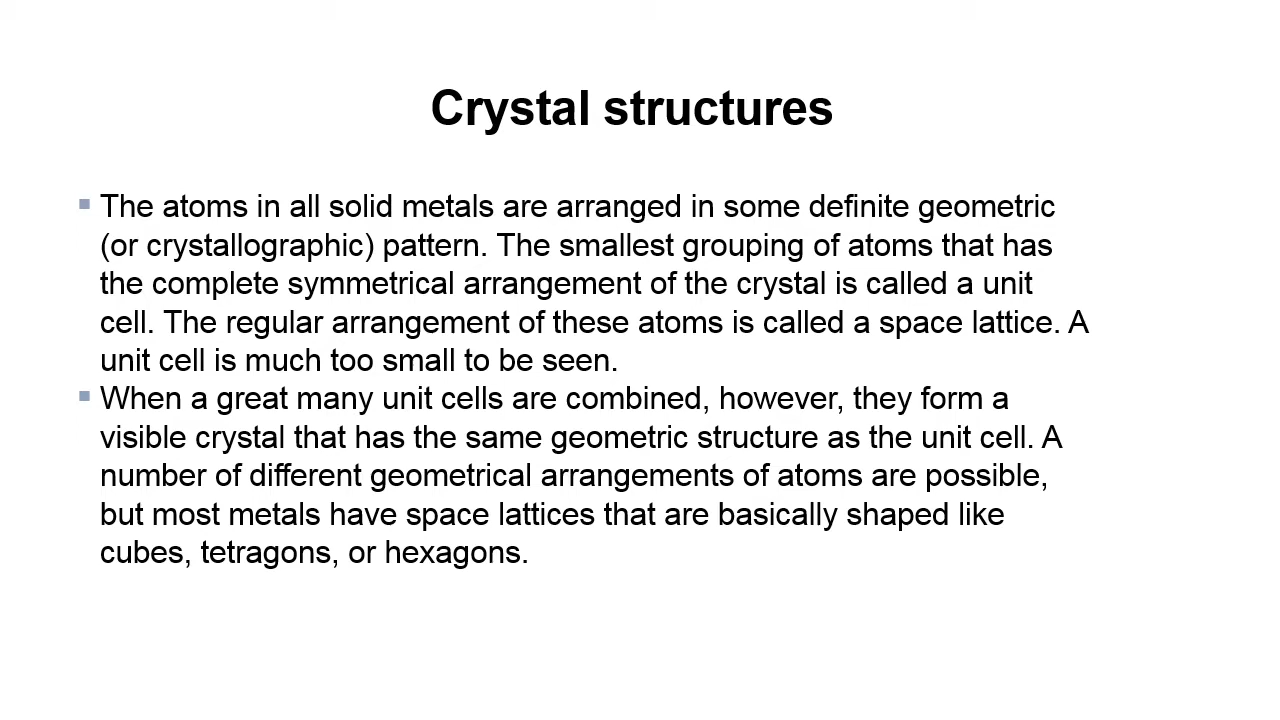 Crystal structures
▪ The atoms in all solid metals are arranged in some definite geometric
(or crystallographic) pattern. The smallest grouping of atoms that has
the complete symmetrical arrangement of the crystal is called a unit
cell. The regular arrangement of these atoms is called a space lattice. A
unit cell is much too small to be seen.
▪ When a great many unit cells are combined, however, they form a
visible crystal that has the same geometric structure as the unit cell. A
number of different geometrical arrangements of atoms are possible,
but most metals have space lattices that are basically shaped like
cubes, tetragons, or hexagons.